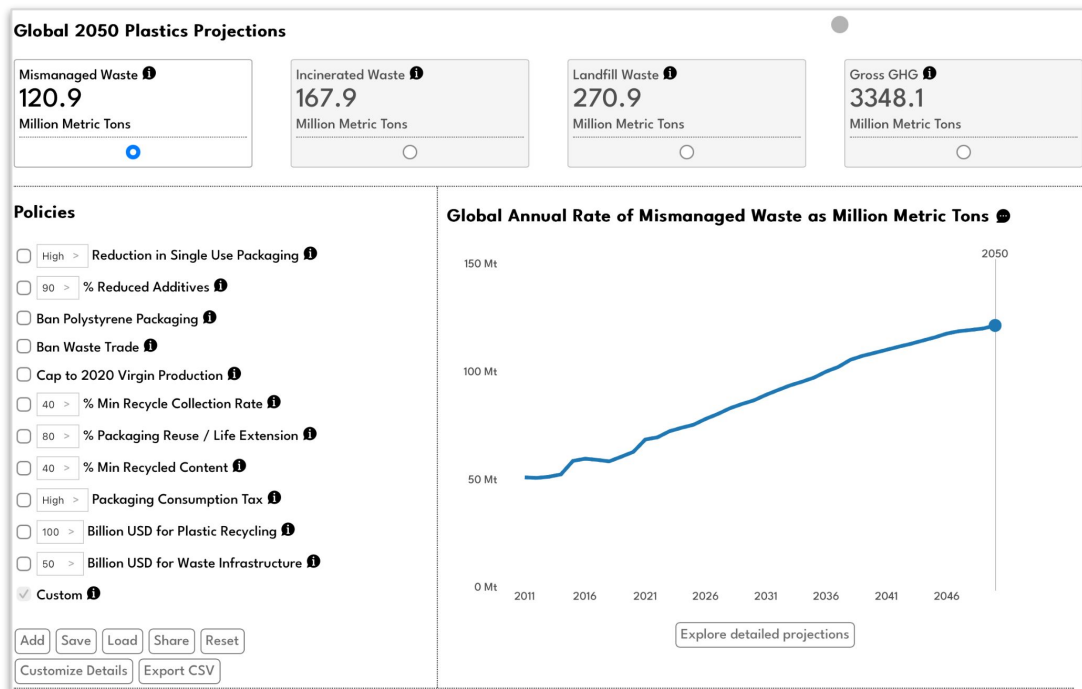 Global 2050 Plastics Projections
Mismanaged Waste
120.9
Million Metric Tons
Incinerated Waste
167.9
Million Metric Tons
Landfill Waste
270.9
Million Metric Tons
Gross GHG
3348.1
Million Metric Tons
Policies
High > Reduction in Single Use Packaging
90 > % Reduced Additives
Ban Polystyrene Packaging
Ban Waste Trade
Cap to 2020 Virgin Production
40 > % Min Recycle Collection Rate
80 > % Packaging Reuse / Life Extension
40 > % Min Recycled Content
High > Packaging Consumption Tax
100 > Billion USD for Plastic Recycling
50 > Billion USD for Waste Infrastructure
Custom
Add Save Load Share Reset
Customize Details Export CSV
Global Annual Rate of Mismanaged Waste as Million Metric Tons
2050
150 Mt
100 Mt
50 Mt
0 Mt
2011 2016 2021 2026 2031 2036 2041 2046
Explore detailed projections